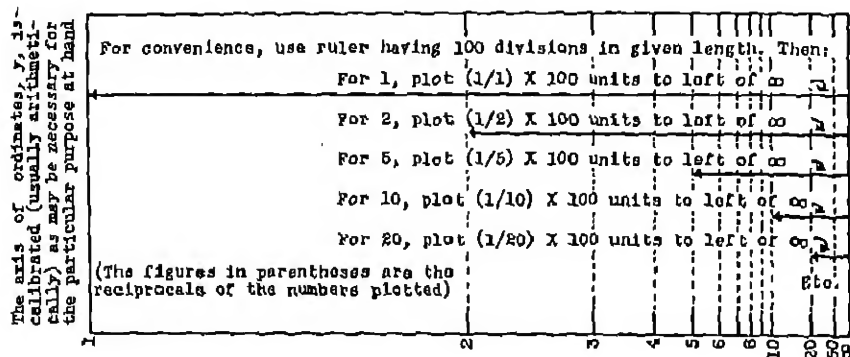 The axis of ordinates, y, is
calibrated (usually arithmeti-
cally) as may be necessary for
the particular purpose at hand
For convenience, use ruler having 100 divisions in given length. Then:
For 1, plot (1/1) X 100 units to left of ∞
For 2, plot (1/2) X 100 units to left of ∞
For 5, plot (1/5) X 100 units to left of ∞
For 10, plot (1/10) X 100 units to left of ∞
For 20, plot (1/20) X 100 units to left of ∞
(The figures in parentheses are the
reciprocals of the numbers plotted)
Etc.
1 2 3 4 5 6 8 10 20 50 ∞